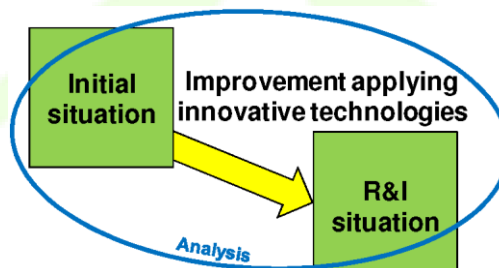 Initial
situation
Improvement applying
innovative technologies
R&I
situation
Analysis